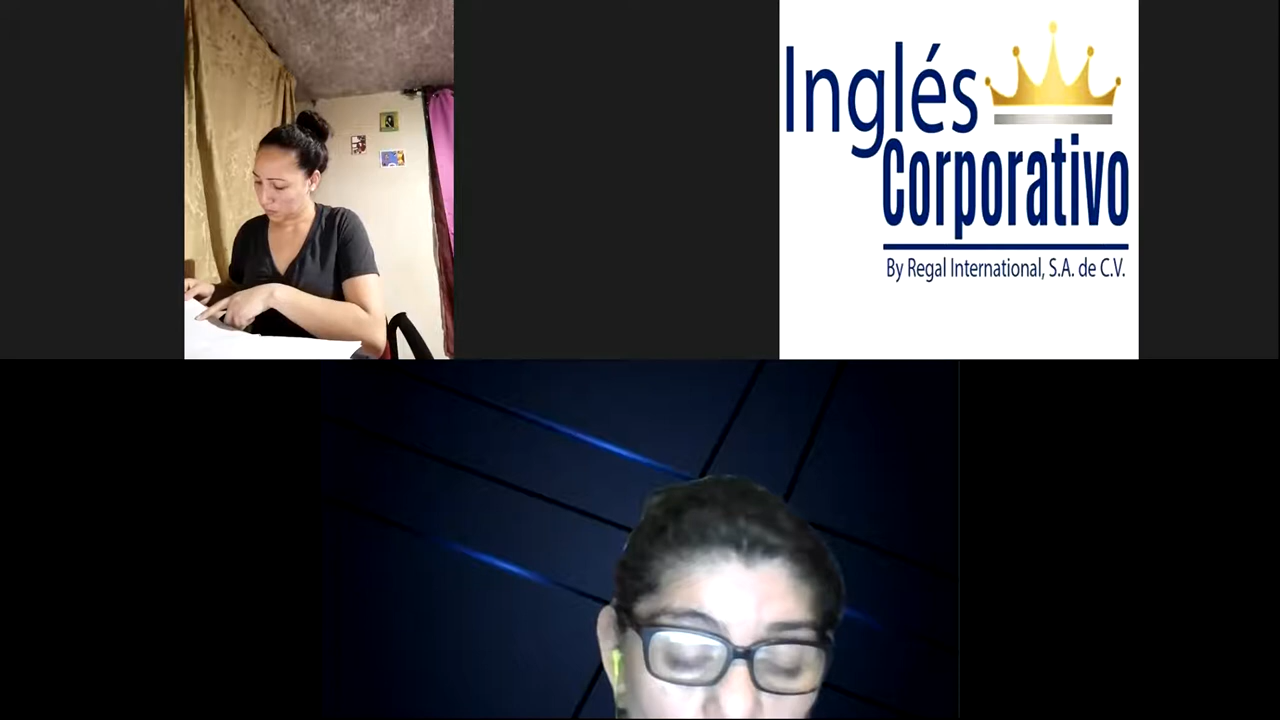 Inglés
Corporativo
By Regal International, S.A. de C.V.